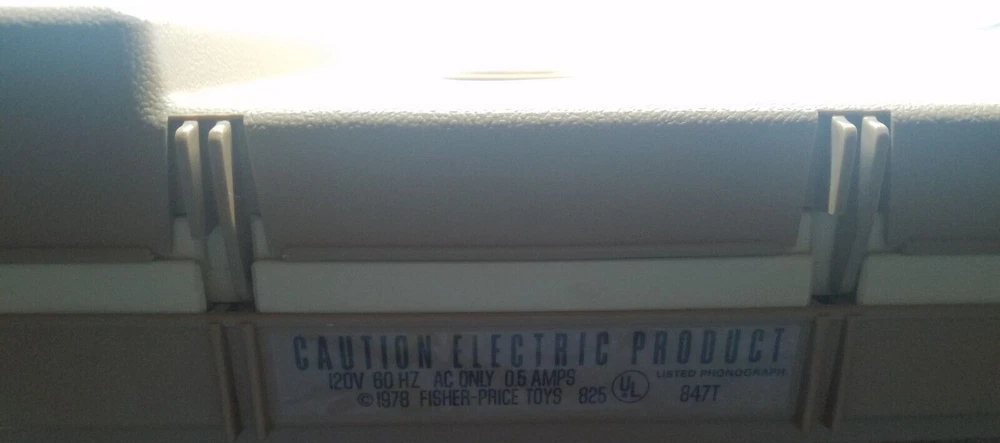 CAUTION ELECTRIC PRODUCT
120V 60 HZ AC ONLY 0.5 AMPS UL LISTED PHONOGRAPH
©1978 FISHER-PRICE TOYS 825 847T